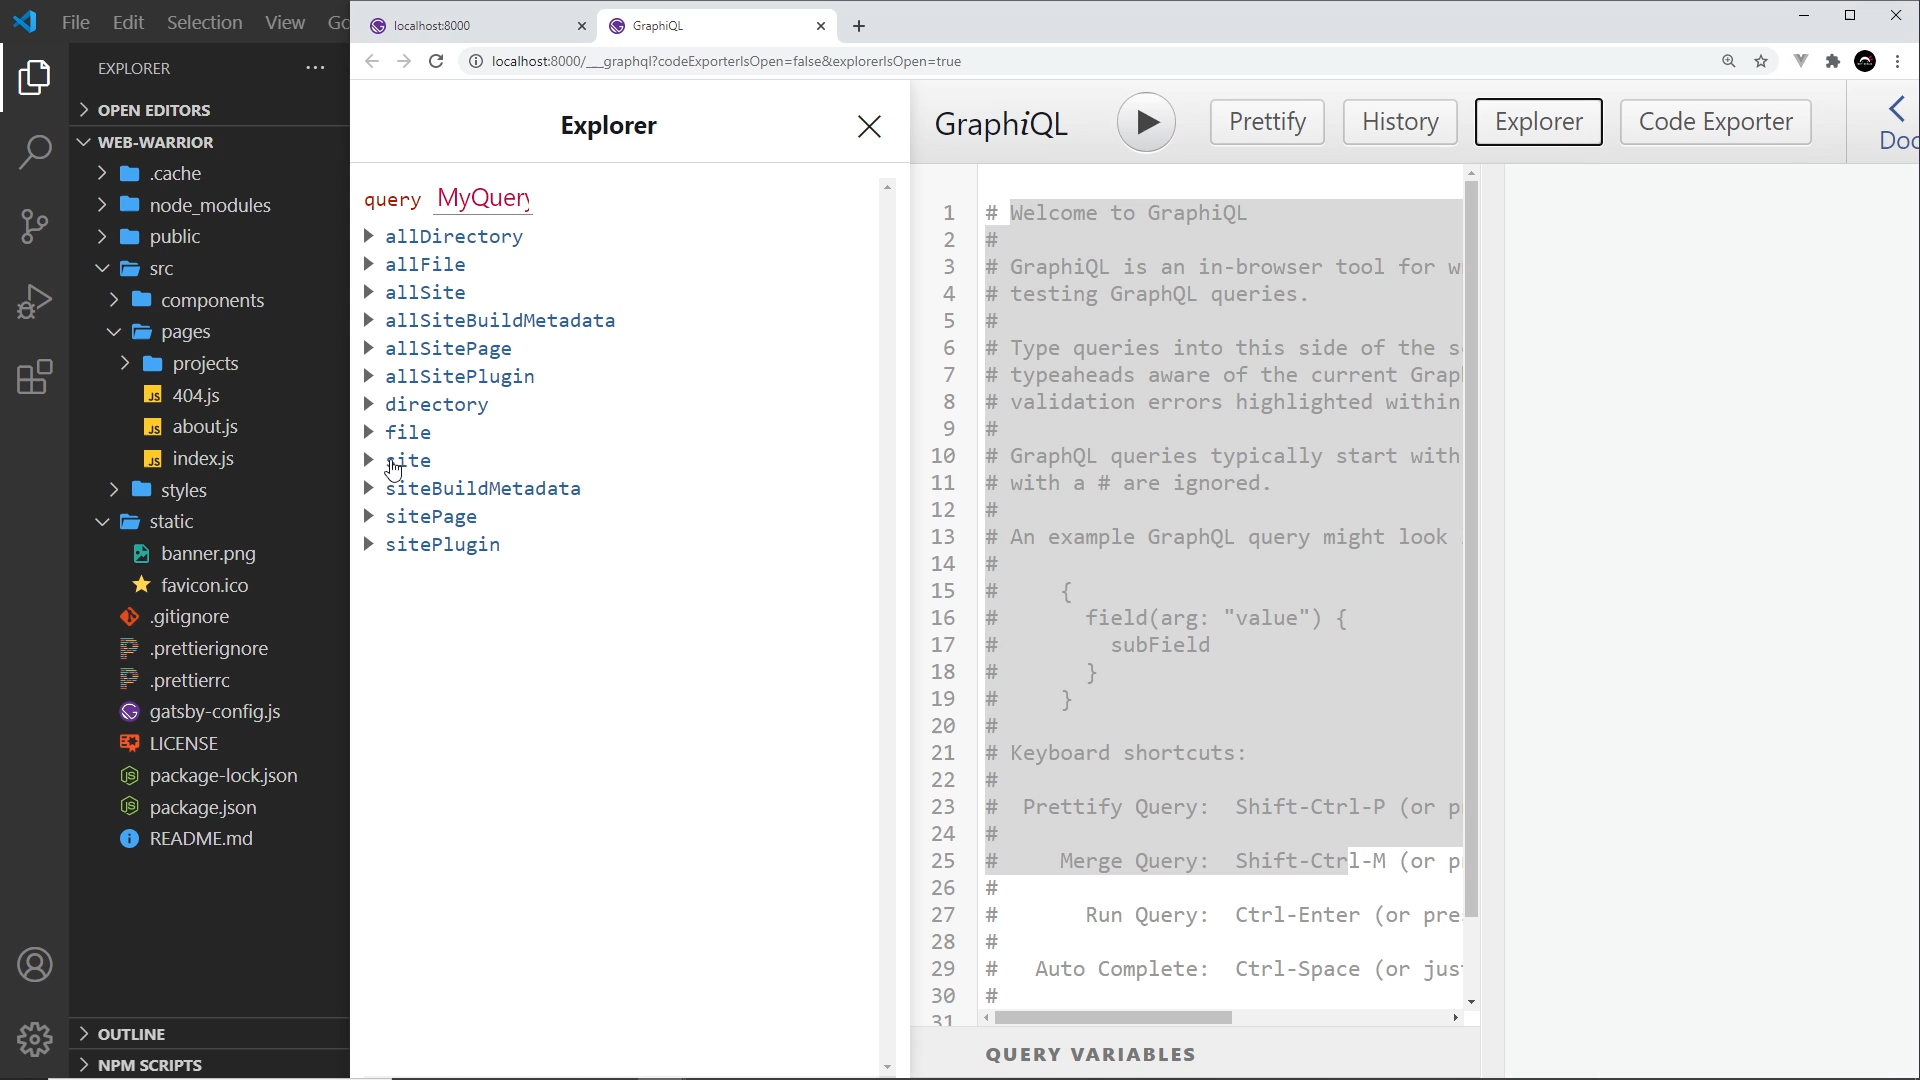 File Edit Selection View Go
EXPLORER
OPEN EDITORS
WEB-WARRIOR
.cache
node_modules
public
src
components
pages
projects
404.js
about.js
index.js
styles
static
banner.png
favicon.ico
.gitignore
.prettierignore
.prettierrc
gatsby-config.js
LICENSE
package-lock.json
package.json
README.md
OUTLINE
NPM SCRIPTS
localhost:8000
GraphiQL
localhost:8000/___graphql?codeExporterIsOpen=false&explorerIsOpen=true
Explorer
query MyQuery
allDirectory
allFile
allSite
allSiteBuildMetadata
allSitePage
allSitePlugin
directory
file
site
siteBuildMetadata
sitePage
sitePlugin
GraphiQL
Prettify
History
Explorer
Code Exporter
Doc
1 # Welcome to GraphiQL
2 #
3 # GraphiQL is an in-browser tool for w
4 # testing GraphQL queries.
5 #
6 # Type queries into this side of the s
7 # typeaheads aware of the current Grap
8 # validation errors highlighted within
9 #
10 # GraphQL queries typically start with
11 # with a # are ignored.
12 #
13 # An example GraphQL query might look
14 #
15 # {
16 # field(arg: "value") {
17 # subField
18 # }
19 # }
20 #
21 # Keyboard shortcuts:
22 #
23 # Prettify Query: Shift-Ctrl-P (or p
24 #
25 # Merge Query: Shift-Ctrl-M (or p
26 #
27 # Run Query: Ctrl-Enter (or pre
28 #
29 # Auto Complete: Ctrl-Space (or jus
30 #
31
QUERY VARIABLES